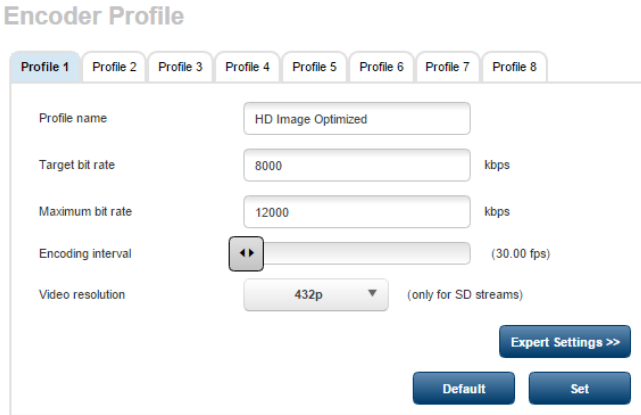 Encoder Profile
Profile 1 Profile 2 Profile 3 Profile 4 Profile 5 Profile 6 Profile 7 Profile 8
Profile name HD Image Optimized
Target bit rate 8000 kbps
Maximum bit rate 12000 kbps
Encoding interval (30.00 fps)
Video resolution 432p (only for SD streams)
Expert Settings >>
Default Set